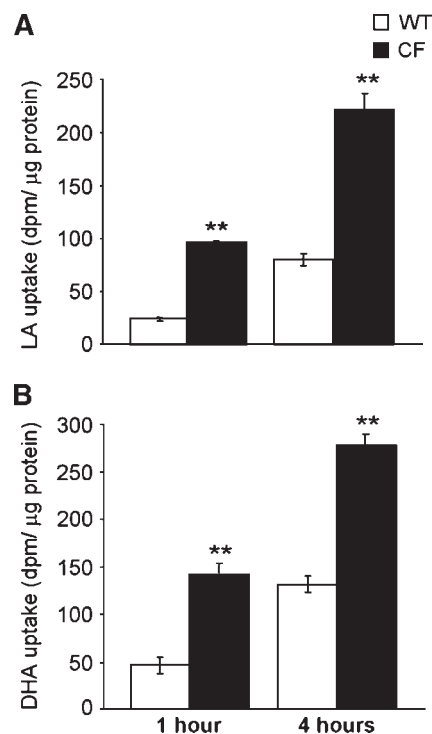 A
WT
CF
LA uptake (dpm/ μg protein)
250
200
150
100
50
0
**
**
B
DHA uptake (dpm/ μg protein)
300
250
200
150
100
50
0
**
**
1 hour 4 hours